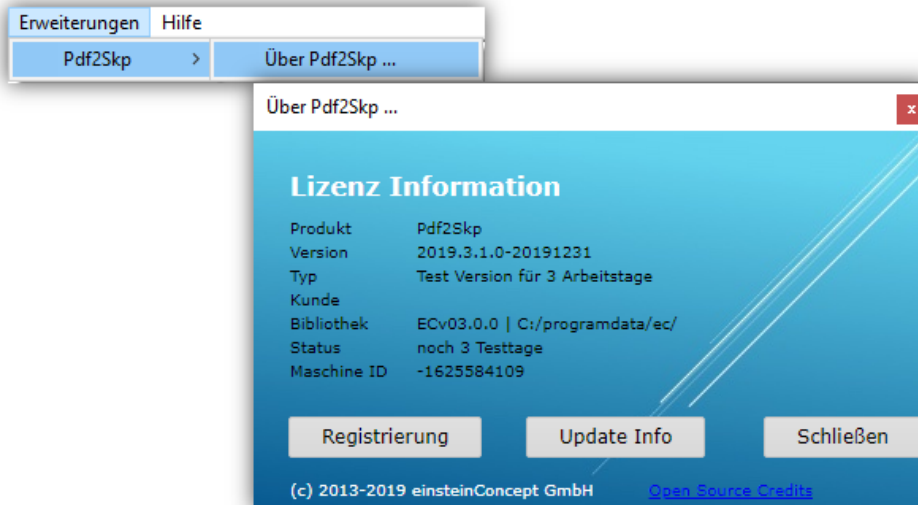 Erweiterungen Hilfe
Pdf2Skp > Über Pdf2Skp ...
Über Pdf2Skp ... x
Lizenz Information
Produkt Pdf2Skp
Version 2019.3.1.0-20191231
Typ Test Version für 3 Arbeitstage
Kunde
Bibliothek ECv03.0.0 | C:/programdata/ec/
Status noch 3 Testtage
Maschine ID -1625584109
Registrierung Update Info Schließen
(c) 2013-2019 einsteinConcept GmbH Open Source Credits